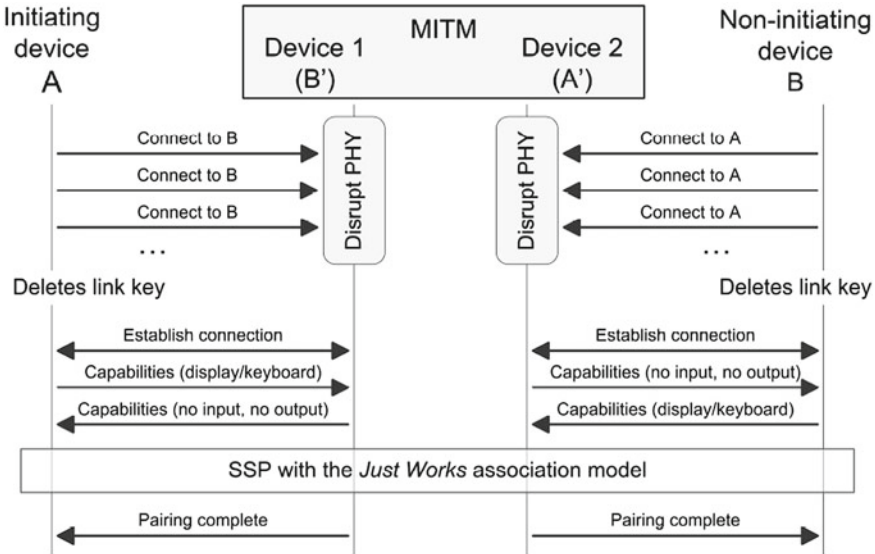 Initiating
device
A
MITM
Device 1
(B')
Device 2
(A')
Non-initiating
device
B
Connect to B
Connect to B
Connect to B
...
Disrupt PHY
Disrupt PHY
Connect to A
Connect to A
Connect to A
...
Deletes link key
Deletes link key
Establish connection
Establish connection
Capabilities (display/keyboard)
Capabilities (no input, no output)
Capabilities (no input, no output)
Capabilities (display/keyboard)
SSP with the Just Works association model
Pairing complete
Pairing complete